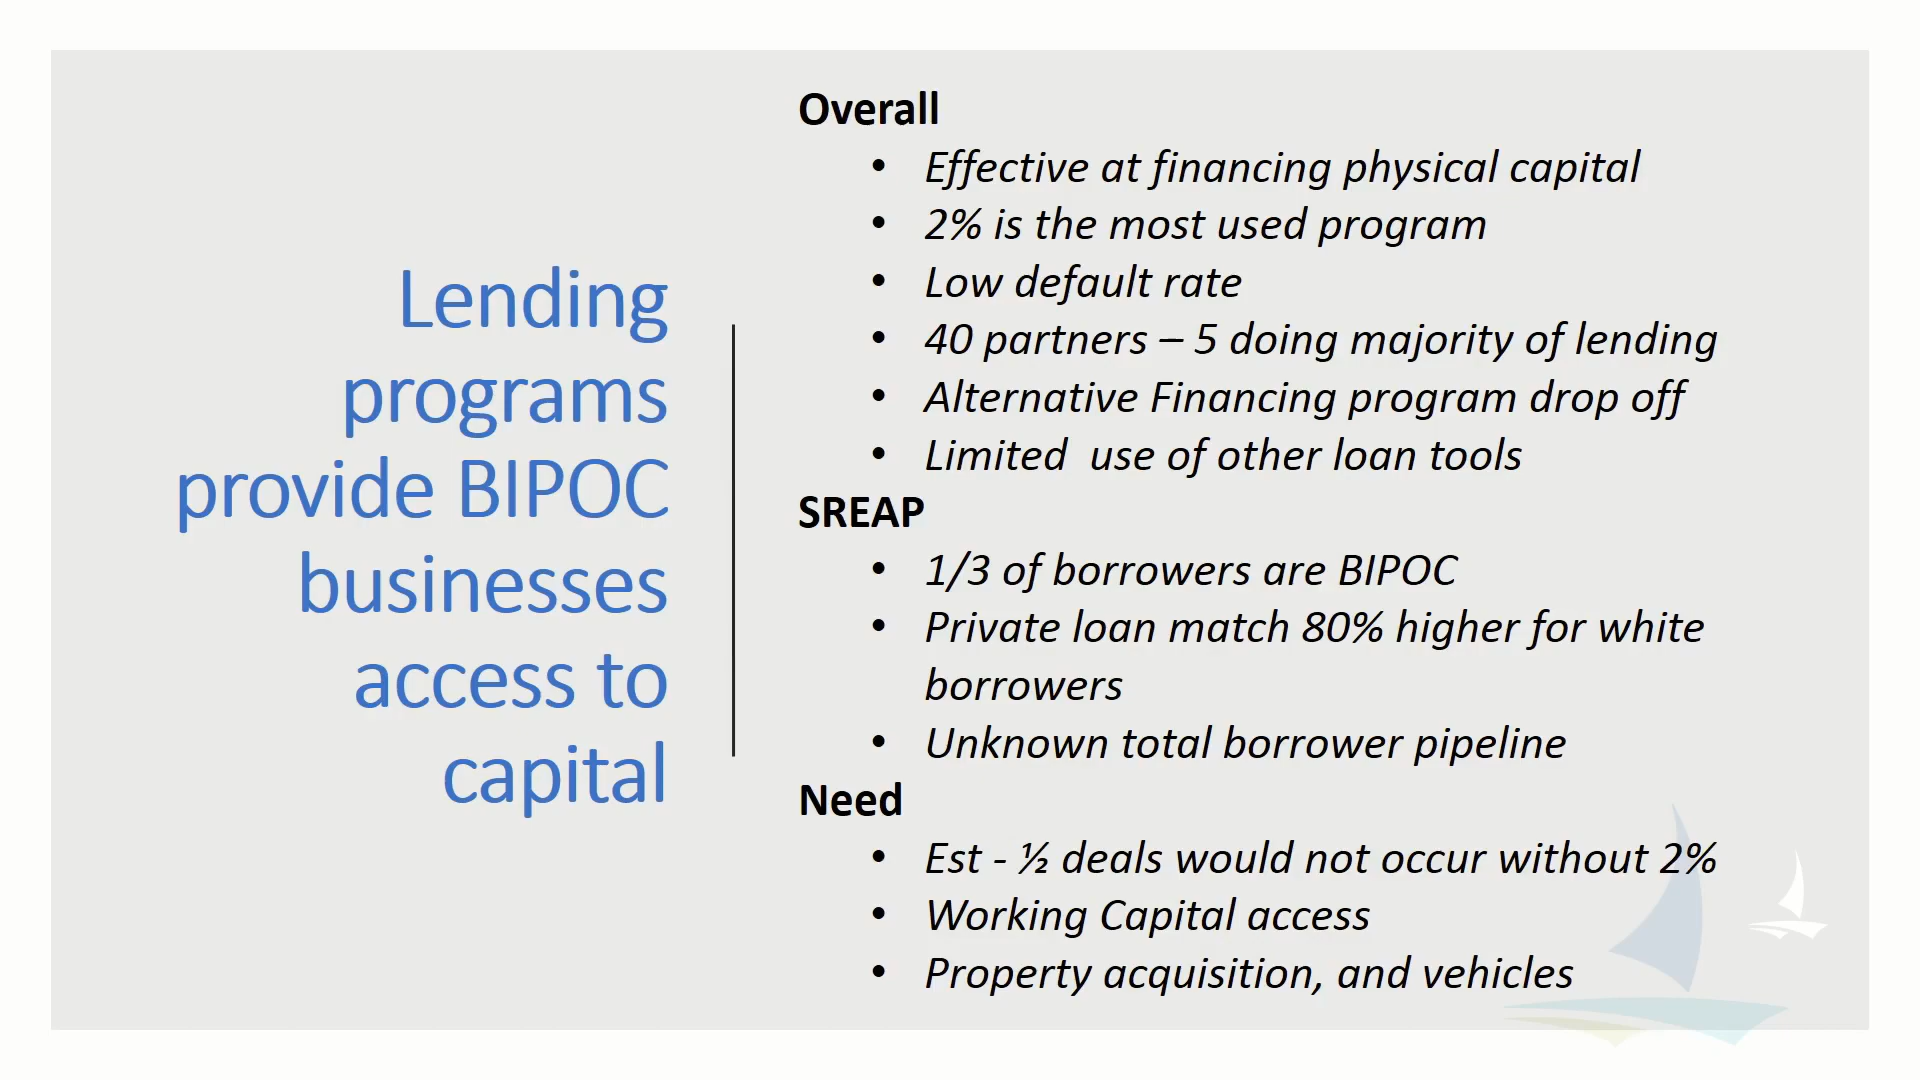 Lending
programs
provide BIPOC
businesses
access to
capital
Overall
• Effective at financing physical capital
• 2% is the most used program
• Low default rate
• 40 partners – 5 doing majority of lending
• Alternative Financing program drop off
• Limited  use of other loan tools
SREAP
• 1/3 of borrowers are BIPOC
• Private loan match 80% higher for white
borrowers
• Unknown total borrower pipeline
Need
• Est - ½ deals would not occur without 2%
• Working Capital access
• Property acquisition, and vehicles